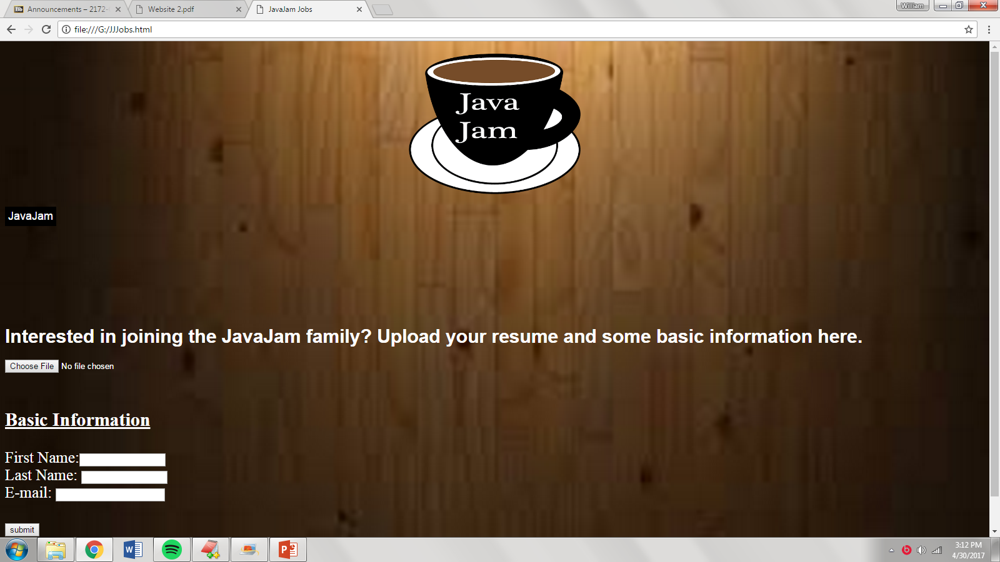 Bb Announcements – 2172-
Website 2.pdf
JavaJam Jobs
William
file:///G:/JJJobs.html
Java
Jam
JavaJam
Interested in joining the JavaJam family? Upload your resume and some basic information here.
Choose File No file chosen
Basic Information
First Name:
Last Name:
E-mail:
submit
3:12 PM
4/30/2017